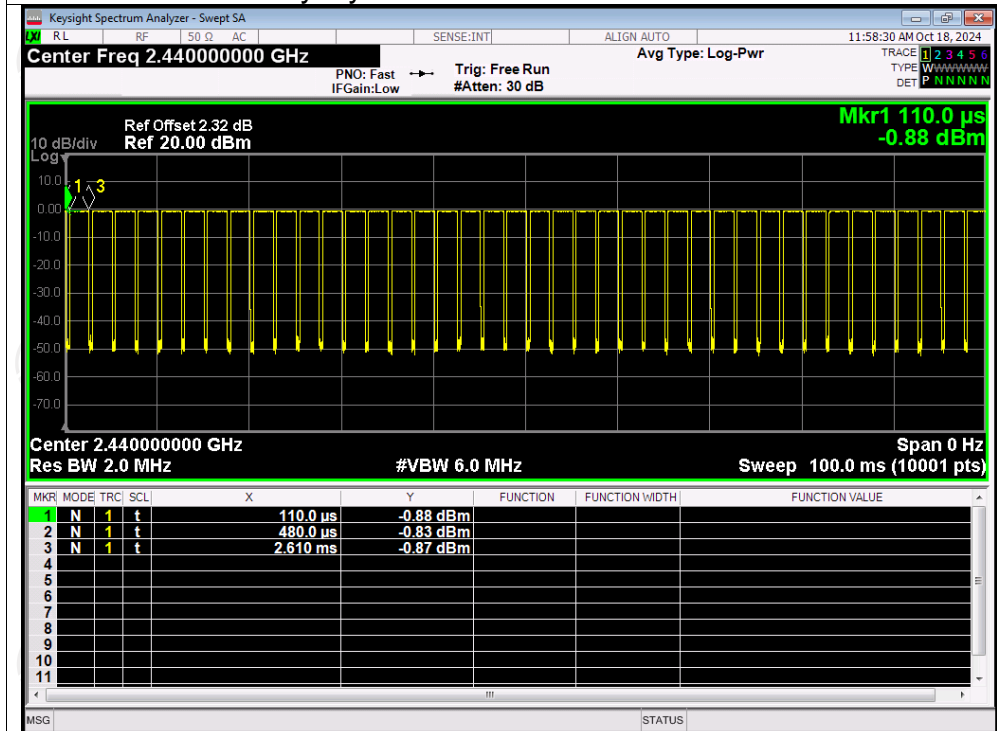 Keysight Spectrum Analyzer - Swept SA
LXI RL RF 50 Ω AC SENSE:INT ALIGN AUTO 11:58:30 AM Oct 18, 2024
Center Freq 2.440000000 GHz Avg Type: Log-Pwr TRACE 1 2 3 4 5 6
PNO: Fast Trig: Free Run TYPE WWWWWW
IFGain:Low #Atten: 30 dB DET P N N N N N
Mkr1 110.0 µs
Ref Offset 2.32 dB
10 dB/div Ref 20.00 dBm -0.88 dBm
Log
10.0
1 3
0.00
-10.0
-20.0
-30.0
-40.0
-50.0
-60.0
-70.0
Center 2.440000000 GHz Span 0 Hz
Res BW 2.0 MHz #VBW 6.0 MHz Sweep 100.0 ms (10001 pts)
MKR MODE TRC SCL X Y FUNCTION FUNCTION WIDTH FUNCTION VALUE
1 N 1 t 110.0 µs -0.88 dBm
2 N 1 t 480.0 µs -0.83 dBm
3 N 1 t 2.610 ms -0.87 dBm
4
5
6
7
8
9
10
11
MSG STATUS